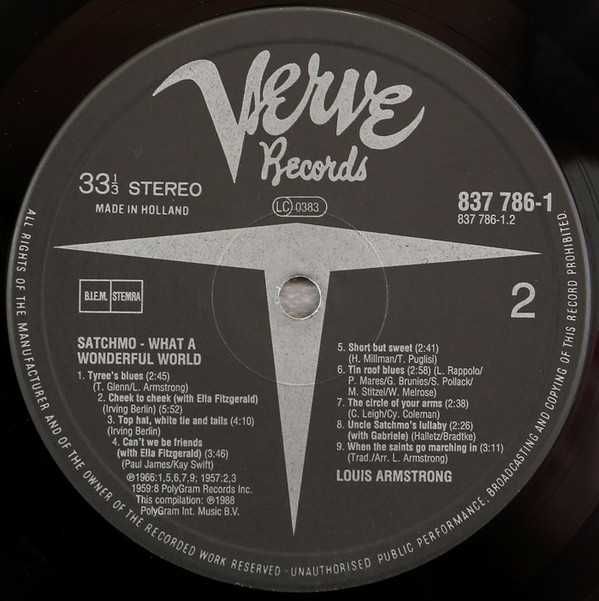 Verve
Records
33 1/3 STEREO
MADE IN HOLLAND
LC 0383
837 786-1
837 786-1.2
B.I.E.M. STEMRA
2
SATCHMO - WHAT A
WONDERFUL WORLD
1. Tyree's blues (2:45)
(T. Glenn/L. Armstrong)
2. Cheek to cheek (with Ella Fitzgerald)
(Irving Berlin) (5:52)
3. Top hat, white tie and tails (4:10)
(Irving Berlin)
4. Can't we be friends
(with Ella Fitzgerald) (3:46)
(Paul James/Kay Swift)
℗1966:1,5,6,7,9; 1957:2,3
1959:8 PolyGram Records Inc.
This compilation: ℗1988
PolyGram Int. Music B.V.
5. Short but sweet (2:41)
(H. Millman/T. Puglisi)
6. Tin roof blues (2:58) (L. Rappolo/
P. Mares/G. Brunies/S. Pollack/
M. Stitzel/W. Melrose)
7. The circle of your arms (2:38)
(C. Leigh/Cy. Coleman)
8. Uncle Satchmo's lullaby (2:26)
(with Gabriele) (Halletz/Bradtke)
9. When the saints go marching in (3:11)
(Trad./Arr. L. Armstrong)
LOUIS ARMSTRONG
ALL RIGHTS OF THE MANUFACTURER AND OF THE OWNER OF THE RECORDED WORK RESERVED - UNAUTHORISED PUBLIC PERFORMANCE, BROADCASTING AND COPYING OF THIS RECORD PROHIBITED